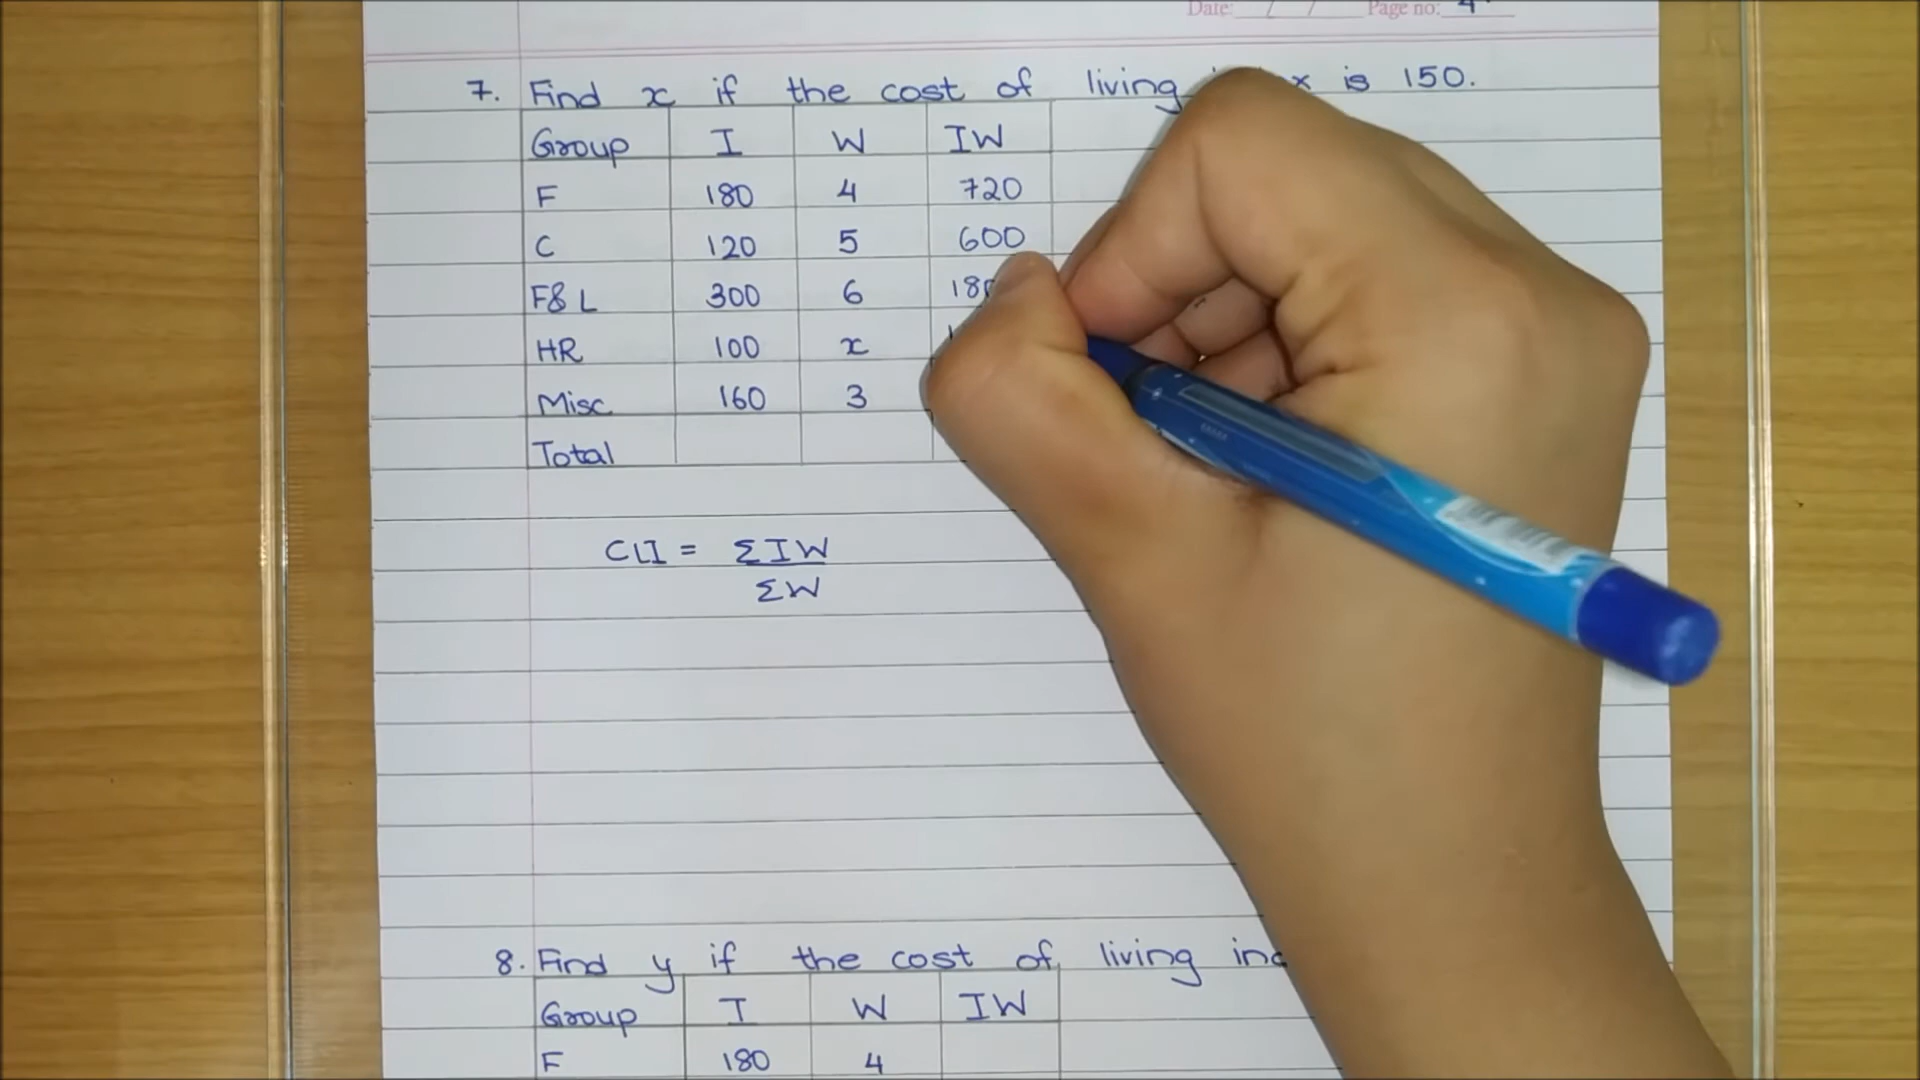 Date: / / Page no: 4
7. Find x if the cost of living is 150.
Group I W IW
F 180 4 720
C 120 5 600
F&L 300 6
HR 100 x
Misc 160 3
Total
CLI = ΣIW
ΣW
8. Find y if the cost of living
Group I W IW
F 180 4